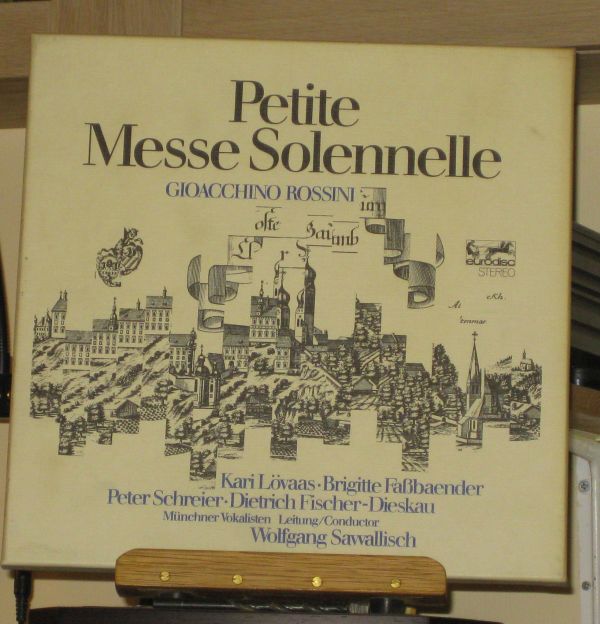 Petite
Messe Solennelle
GIOACCHINO ROSSINI
im
eurodisc
STEREO
Kari Lövaas · Brigitte Faßbaender
Peter Schreier · Dietrich Fischer-Dieskau
Münchner Vokalisten Leitung/Conductor
Wolfgang Sawallisch